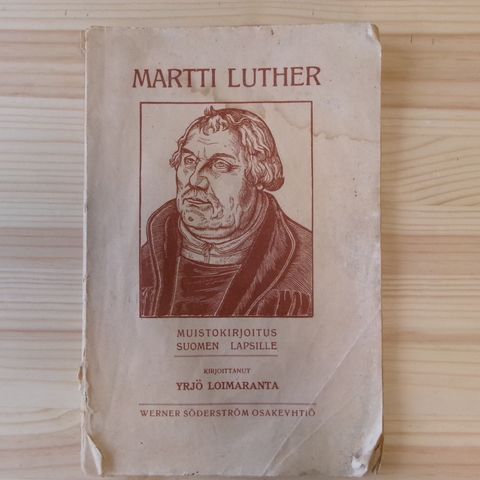 MARTTI LUTHER
MUISTOKIRJOITUS
SUOMEN LAPSILLE
KIRJOITTANUT
YRJÖ LOIMARANTA
WERNER SÖDERSTRÖM OSAKEYHTIÖ